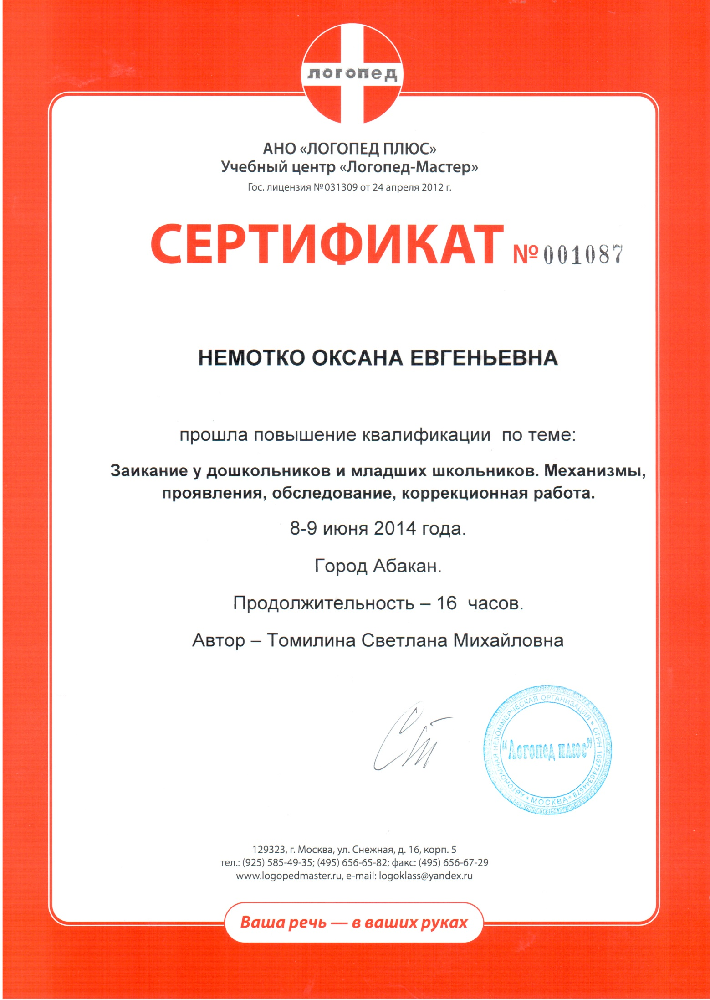 логопед
АНО «ЛОГОПЕД ПЛЮС»
Учебный центр «Логопед-Мастер»
Гос. лицензия №031309 от 24 апреля 2012 г.
СЕРТИФИКАТ №001087
НЕМОТКО ОКСАНА ЕВГЕНЬЕВНА
прошла повышение квалификации по теме:
Заикание у дошкольников и младших школьников. Механизмы,
проявления, обследование, коррекционная работа.
8-9 июня 2014 года.
Город Абакан.
Продолжительность – 16 часов.
Автор – Томилина Светлана Михайловна
АВТОНОМНАЯ НЕКОММЕРЧЕСКАЯ ОРГАНИЗАЦИЯ * ОГРН 1057746344578 * МОСКВА *
"Логопед плюс"
129323, г. Москва, ул. Снежная, д. 16, корп. 5
тел.: (925) 585-49-35; (495) 656-65-82; факс: (495) 656-67-29
www.logopedmaster.ru, e-mail: logoklass@yandex.ru
Ваша речь — в ваших руках